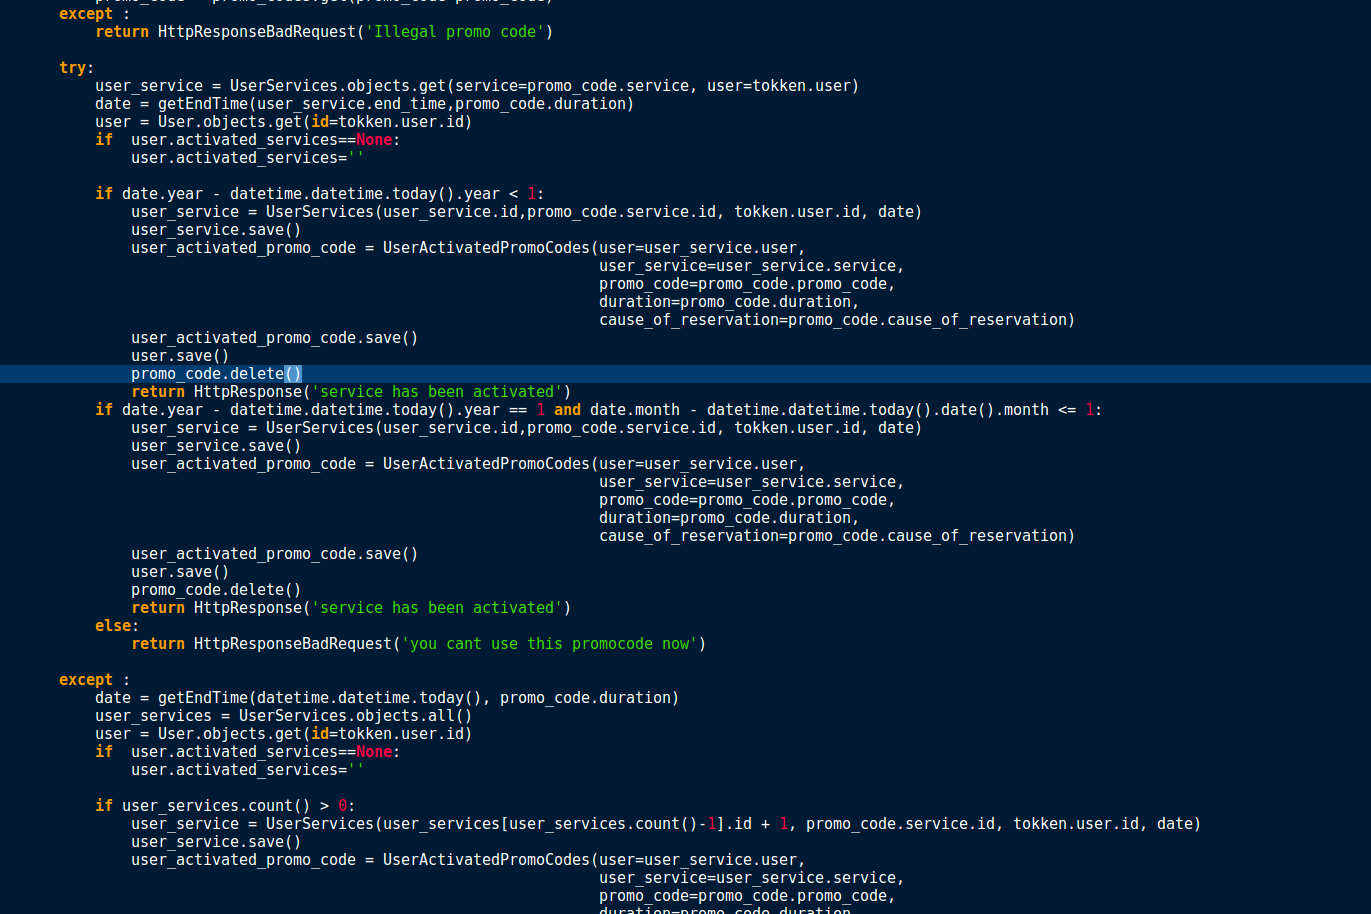 except :
return HttpResponseBadRequest('Illegal promo code')
try:
user_service = UserServices.objects.get(service=promo_code.service, user=tokken.user)
date = getEndTime(user_service.end_time,promo_code.duration)
user = User.objects.get(id=tokken.user.id)
if  user.activated_services==None:
user.activated_services=''
if date.year - datetime.datetime.today().year < 1:
user_service = UserServices(user_service.id,promo_code.service.id, tokken.user.id, date)
user_service.save()
user_activated_promo_code = UserActivatedPromoCodes(user=user_service.user,
user_service=user_service.service,
promo_code=promo_code.promo_code,
duration=promo_code.duration,
cause_of_reservation=promo_code.cause_of_reservation)
user_activated_promo_code.save()
user.save()
promo_code.delete()
return HttpResponse('service has been activated')
if date.year - datetime.datetime.today().year == 1 and date.month - datetime.datetime.today().date().month <= 1:
user_service = UserServices(user_service.id,promo_code.service.id, tokken.user.id, date)
user_service.save()
user_activated_promo_code = UserActivatedPromoCodes(user=user_service.user,
user_service=user_service.service,
promo_code=promo_code.promo_code,
duration=promo_code.duration,
cause_of_reservation=promo_code.cause_of_reservation)
user_activated_promo_code.save()
user.save()
promo_code.delete()
return HttpResponse('service has been activated')
else:
return HttpResponseBadRequest('you cant use this promocode now')
except :
date = getEndTime(datetime.datetime.today(), promo_code.duration)
user_services = UserServices.objects.all()
user = User.objects.get(id=tokken.user.id)
if  user.activated_services==None:
user.activated_services=''
if user_services.count() > 0:
user_service = UserServices(user_services[user_services.count()-1].id + 1, promo_code.service.id, tokken.user.id, date)
user_service.save()
user_activated_promo_code = UserActivatedPromoCodes(user=user_service.user,
user_service=user_service.service,
promo_code=promo_code.promo_code,
duration=promo_code.duration,